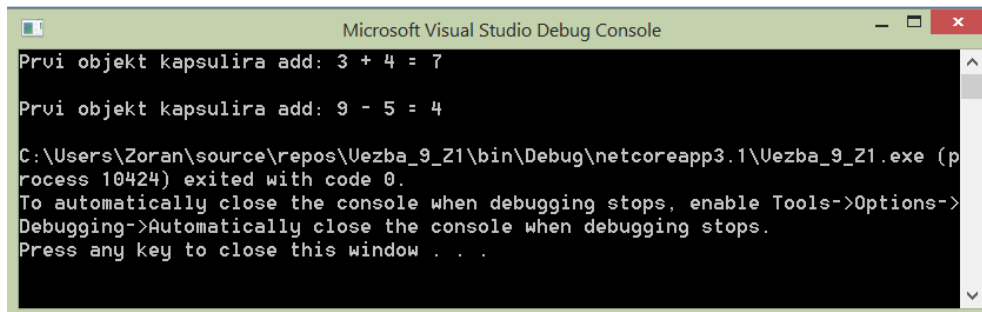 Microsoft Visual Studio Debug Console
Prvi objekt kapsulira add: 3 + 4 = 7
Prvi objekt kapsulira add: 9 - 5 = 4
C:\Users\Zoran\source\repos\Vezba_9_Z1\bin\Debug\netcoreapp3.1\Vezba_9_Z1.exe (p
rocess 10424) exited with code 0.
To automatically close the console when debugging stops, enable Tools->Options->
Debugging->Automatically close the console when debugging stops.
Press any key to close this window . . .